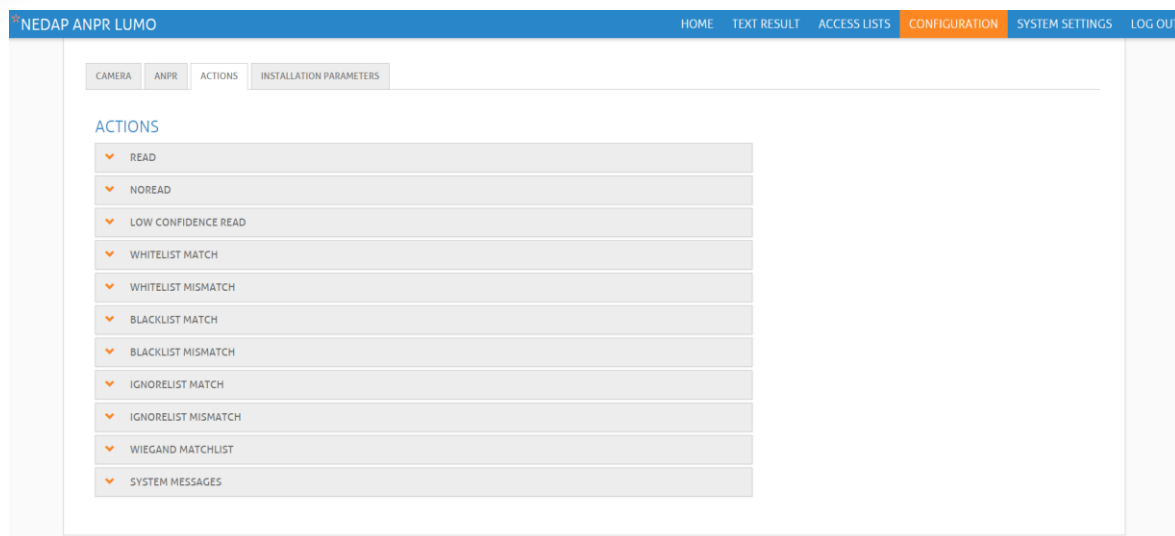 *NEDAP ANPR LUMO HOME TEXT RESULT ACCESS LISTS CONFIGURATION SYSTEM SETTINGS LOG OUT
CAMERA ANPR ACTIONS INSTALLATION PARAMETERS
ACTIONS
READ
NOREAD
LOW CONFIDENCE READ
WHITELIST MATCH
WHITELIST MISMATCH
BLACKLIST MATCH
BLACKLIST MISMATCH
IGNORELIST MATCH
IGNORELIST MISMATCH
WIEGAND MATCHLIST
SYSTEM MESSAGES